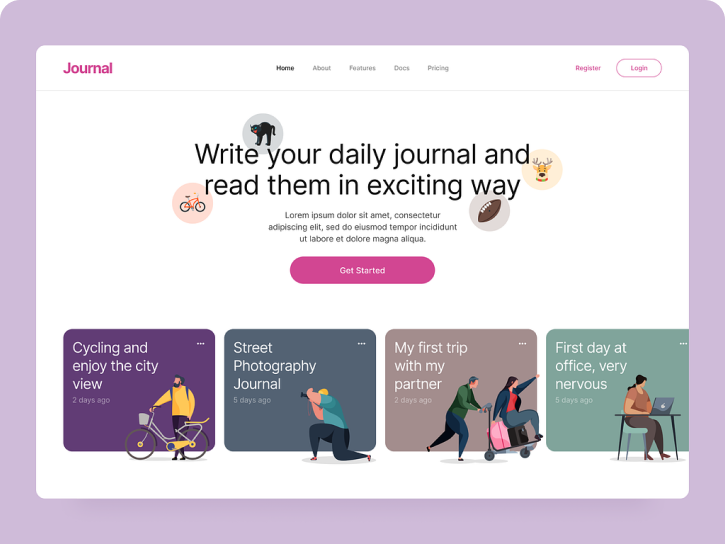 Journal
Home About Features Docs Pricing
Register Login
Write your daily journal and
read them in exciting way
Lorem ipsum dolor sit amet, consectetur
adipiscing elit, sed do eiusmod tempor incididunt
ut labore et dolore magna aliqua.
Get Started
Cycling and
enjoy the city
view
2 days ago
Street
Photography
Journal
5 days ago
My first trip
with my
partner
2 days ago
First day at
office, very
nervous
5 days ago